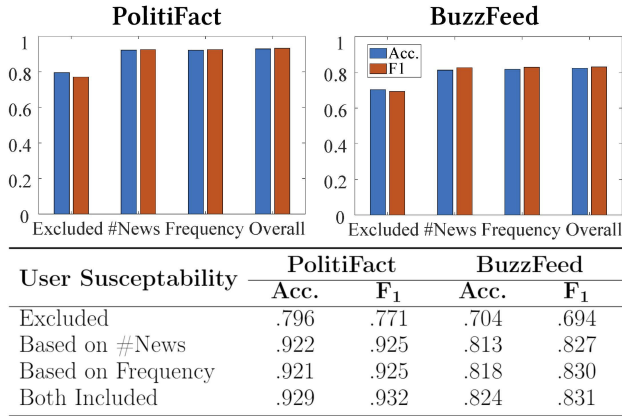 PolitiFact BuzzFeed
1 1
0.8 0.8
0.6 0.6
0.4 0.4
0.2 0.2
0 0
Acc.
F1
Excluded #News Frequency Overall Excluded #News Frequency Overall
User Susceptability PolitiFact BuzzFeed
Acc. F1 Acc. F1
Excluded .796 .771 .704 .694
Based on #News .922 .925 .813 .827
Based on Frequency .921 .925 .818 .830
Both Included .929 .932 .824 .831